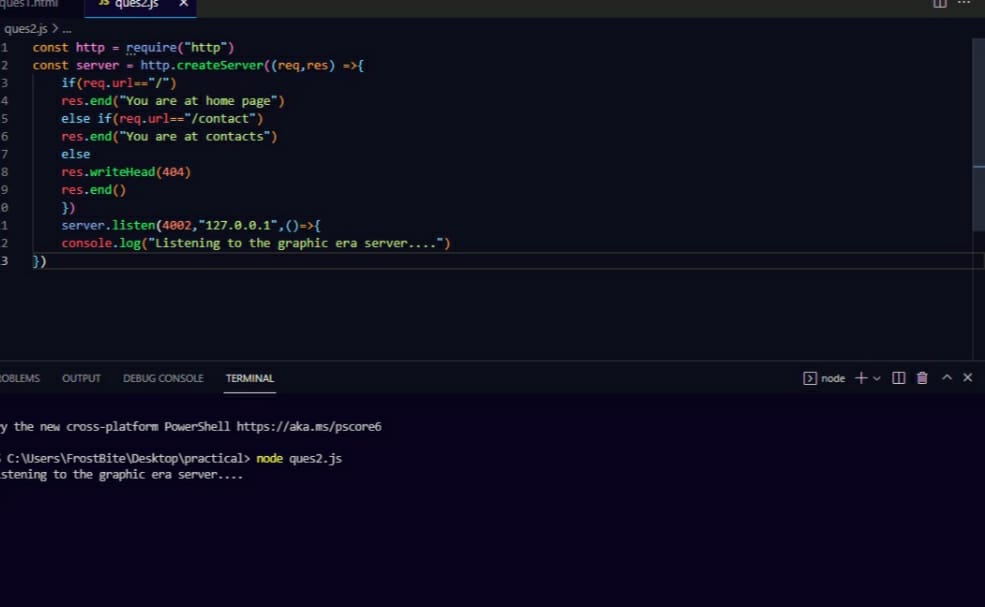 ques1.html JS ques2.js ×
ques2.js > ...
1 const http = require("http")
2 const server = http.createServer((req,res) =>{
3 if(req.url=="/")
4 res.end("You are at home page")
5 else if(req.url=="/contact")
6 res.end("You are at contacts")
7 else
8 res.writeHead(404)
9 res.end()
0 })
1 server.listen(4002,"127.0.0.1",()=>{
2 console.log("Listening to the graphic era server....")
3 })
ROBLEMS OUTPUT DEBUG CONSOLE TERMINAL node
y the new cross-platform PowerShell https://aka.ms/pscore6
C:\Users\FrostBite\Desktop\practical> node ques2.js
stening to the graphic era server....